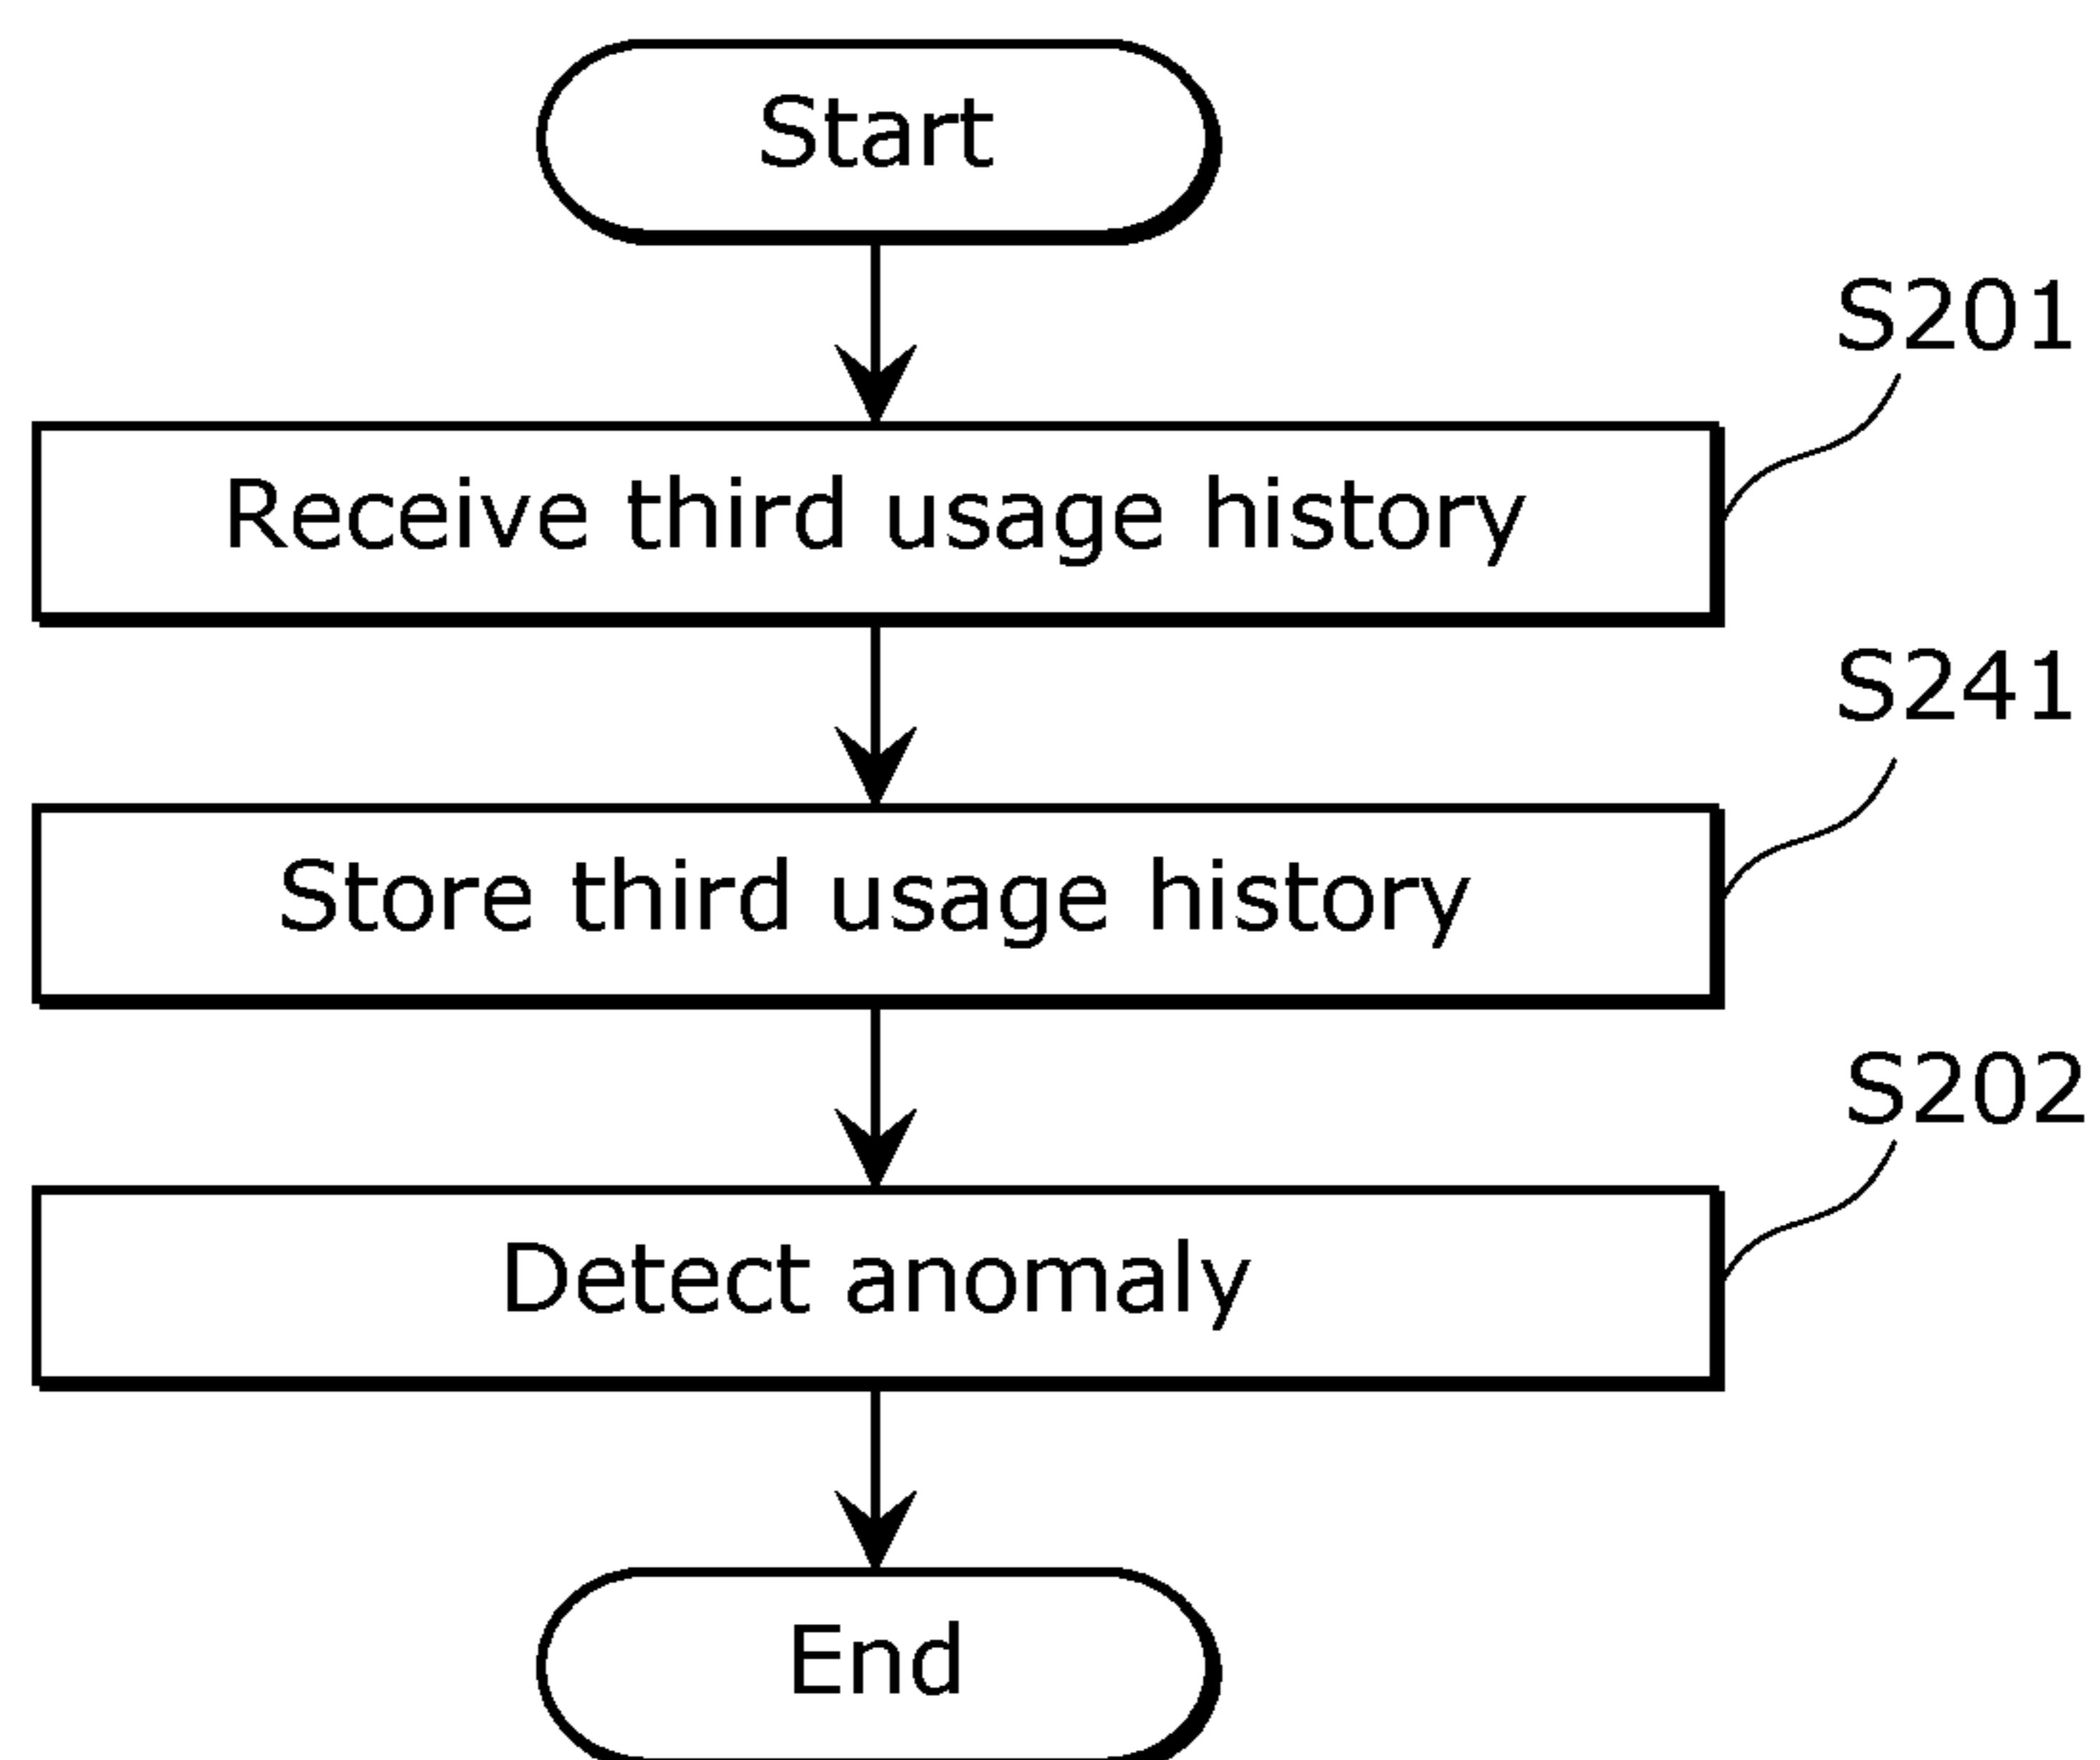 Start
S201
Receive third usage history
S241
Store third usage history
S202
Detect anomaly
End